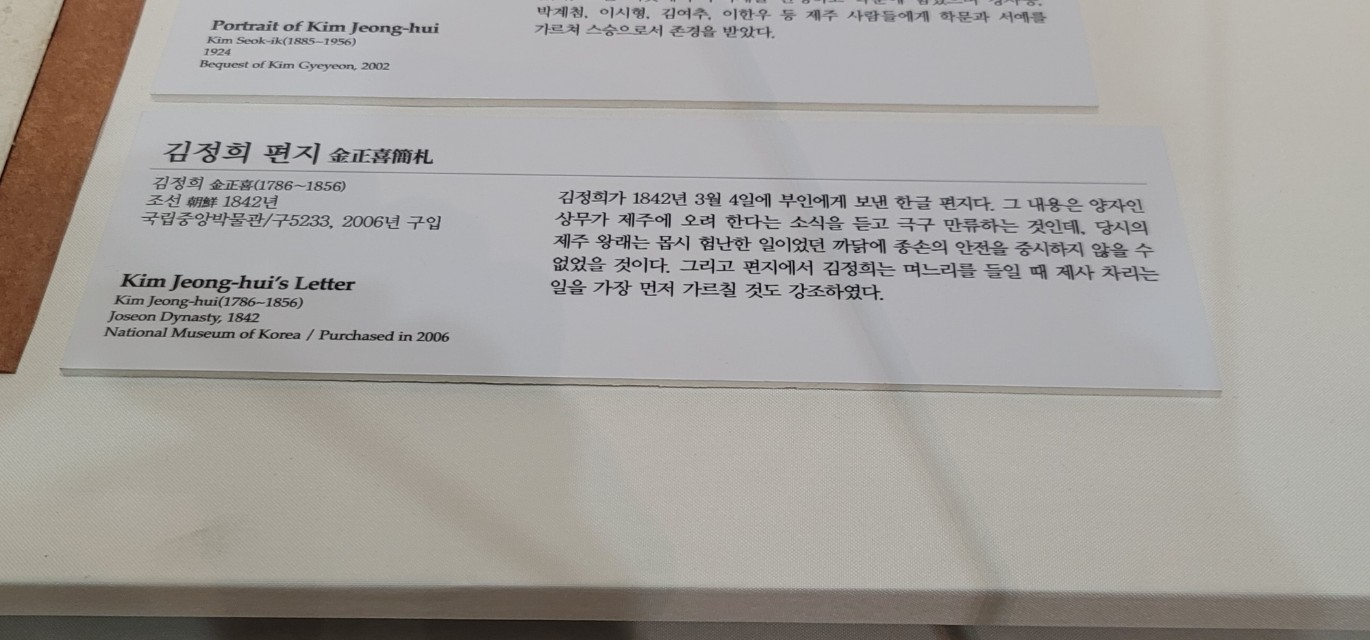 Portrait of Kim Jeong-hui
Kim Seok-ik(1885–1956)
1924
Bequest of Kim Gyeyeon, 2002
박제첨, 이시형, 김여추, 이한우 등 제주 사람들에게 학문과 서예를
가르쳐 스승으로서 존경을 받았다.
김정희 편지 金正喜簡札
김정희 金正喜(1786~1856)
조선 朝鮮 1842년
국립중앙박물관/구5233, 2006년 구입
Kim Jeong-hui's Letter
Kim Jeong-hui(1786–1856)
Joseon Dynasty, 1842
National Museum of Korea / Purchased in 2006
김정희가 1842년 3월 4일에 부인에게 보낸 한글 편지다. 그 내용은 양자인
상무가 제주에 오려 한다는 소식을 듣고 극구 만류하는 것인데, 당시의
제주 왕래는 몹시 험난한 일이었던 까닭에 종손의 안전을 중시하지 않을 수
없었을 것이다. 그리고 편지에서 김정희는 며느리를 들일 때 제사 차리는
일을 가장 먼저 가르칠 것도 강조하였다.